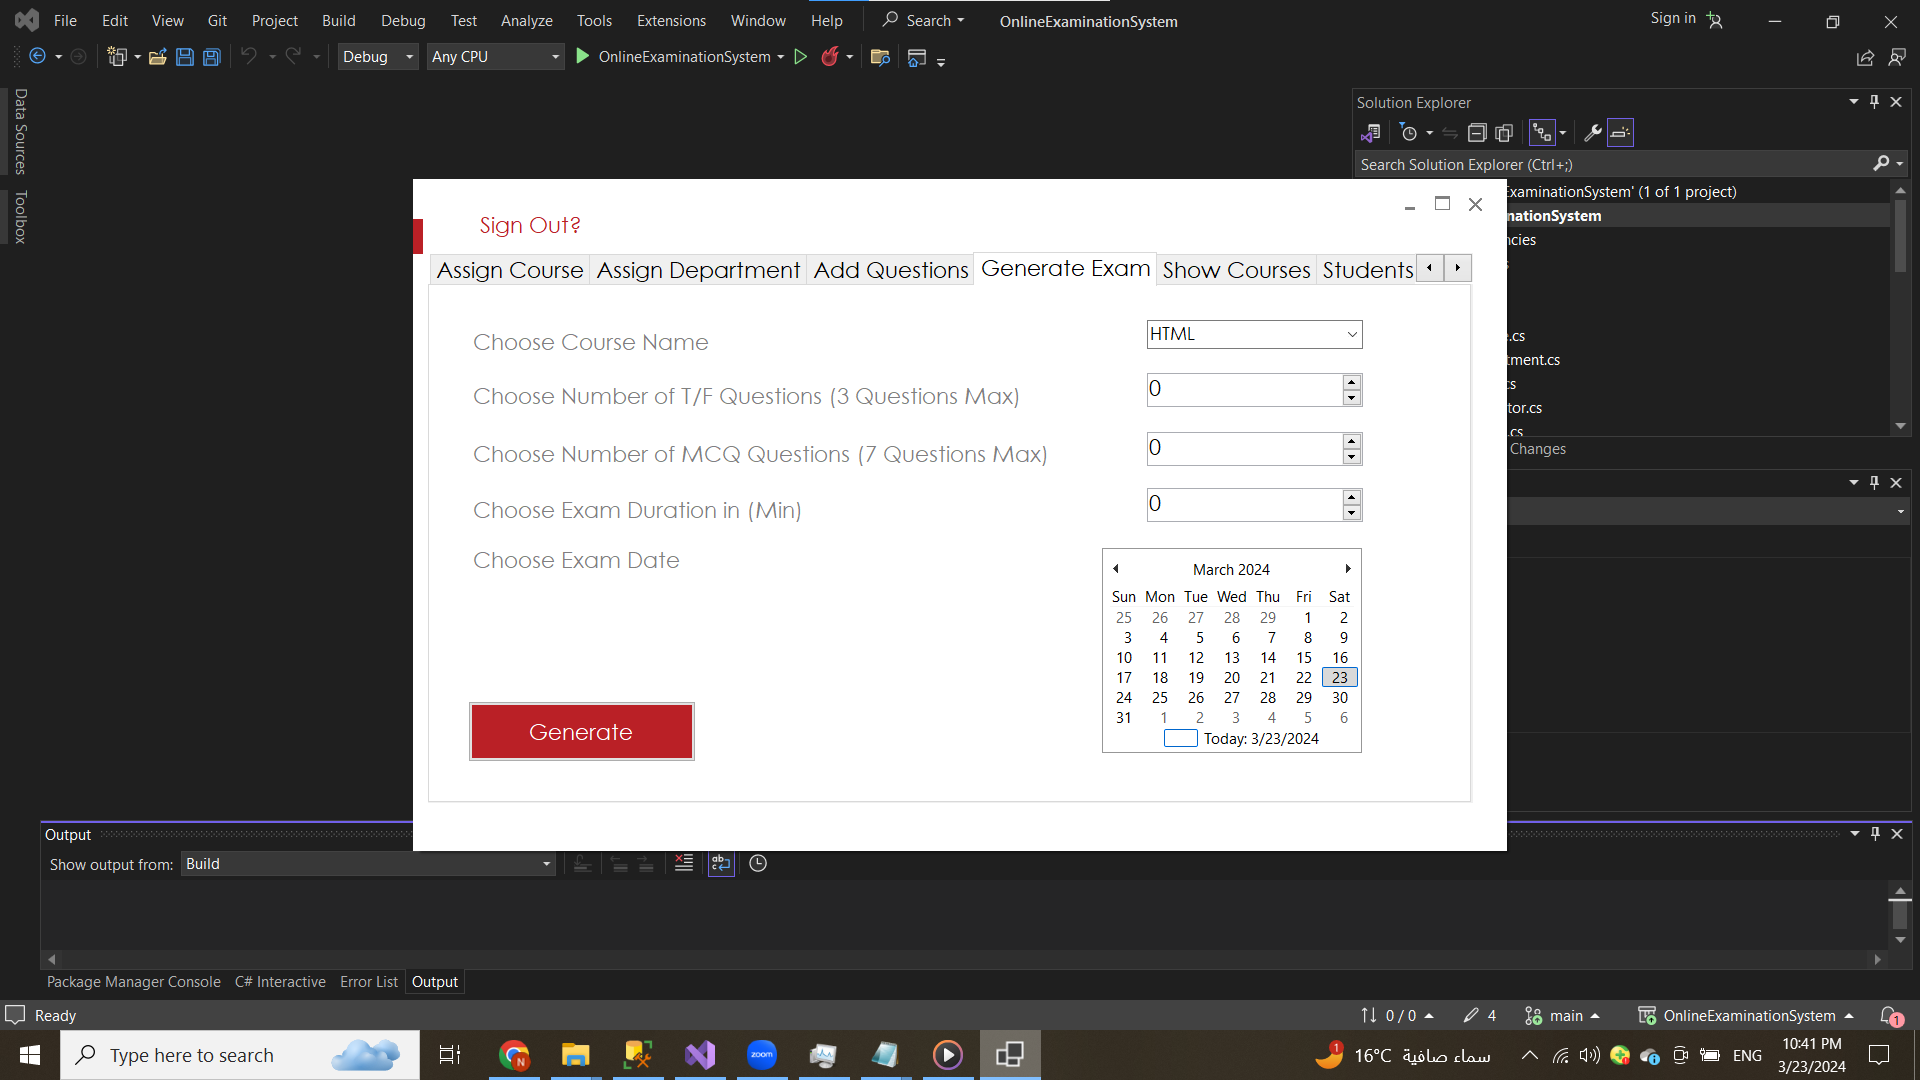 File Edit View Git Project Build Debug Test Analyze Tools Extensions Window Help Search OnlineExaminationSystem Sign in
Debug Any CPU OnlineExaminationSystem
Data Sources
Toolbox
Solution Explorer
Search Solution Explorer (Ctrl+;)
ExaminationSystem' (1 of 1 project)
nationSystem
ncies
e.cs
tment.cs
cs
tor.cs
.cs
Changes
Sign Out?
Assign Course Assign Department Add Questions Generate Exam Show Courses Students
Choose Course Name HTML
Choose Number of T/F Questions (3 Questions Max) 0
Choose Number of MCQ Questions (7 Questions Max) 0
Choose Exam Duration in (Min) 0
Choose Exam Date
March 2024
Sun Mon Tue Wed Thu Fri Sat
25 26 27 28 29 1 2
3 4 5 6 7 8 9
10 11 12 13 14 15 16
17 18 19 20 21 22 23
24 25 26 27 28 29 30
31 1 2 3 4 5 6
Today: 3/23/2024
Generate
Output
Show output from: Build
Package Manager Console C# Interactive Error List Output
Ready 0 / 0 4 main OnlineExaminationSystem 1
Type here to search N zoom 1 16°C سماء صافية ENG 10:41 PM
3/23/2024